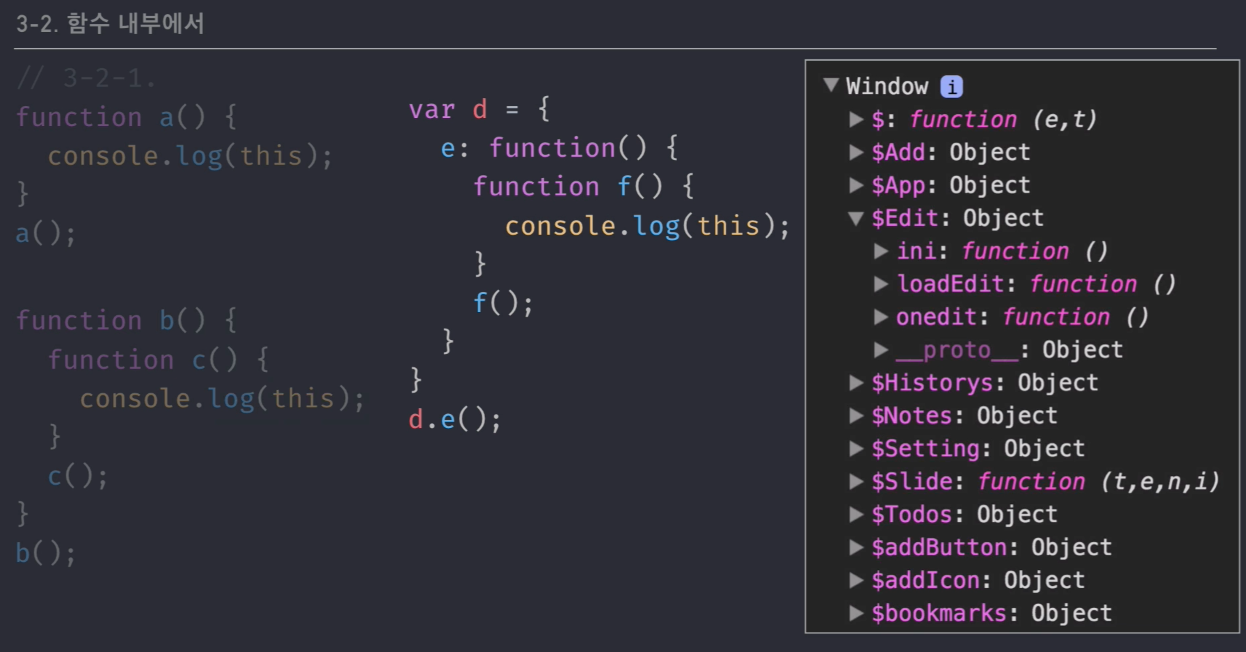 3-2. 함수 내부에서
// 3-2-1.
function a() {
  console.log(this);
}
a();
function b() {
  function c() {
    console.log(this);
  }
  c();
}
b();
var d = {
  e: function() {
    function f() {
      console.log(this);
    }
    f();
  }
}
d.e();
▼ Window i
▶ $: function (e,t)
▶ $Add: Object
▶ $App: Object
▼ $Edit: Object
▶ ini: function ()
▶ loadEdit: function ()
▶ onedit: function ()
▶ __proto__: Object
▶ $Historys: Object
▶ $Notes: Object
▶ $Setting: Object
▶ $Slide: function (t,e,n,i)
▶ $Todos: Object
▶ $addButton: Object
▶ $addIcon: Object
▶ $bookmarks: Object